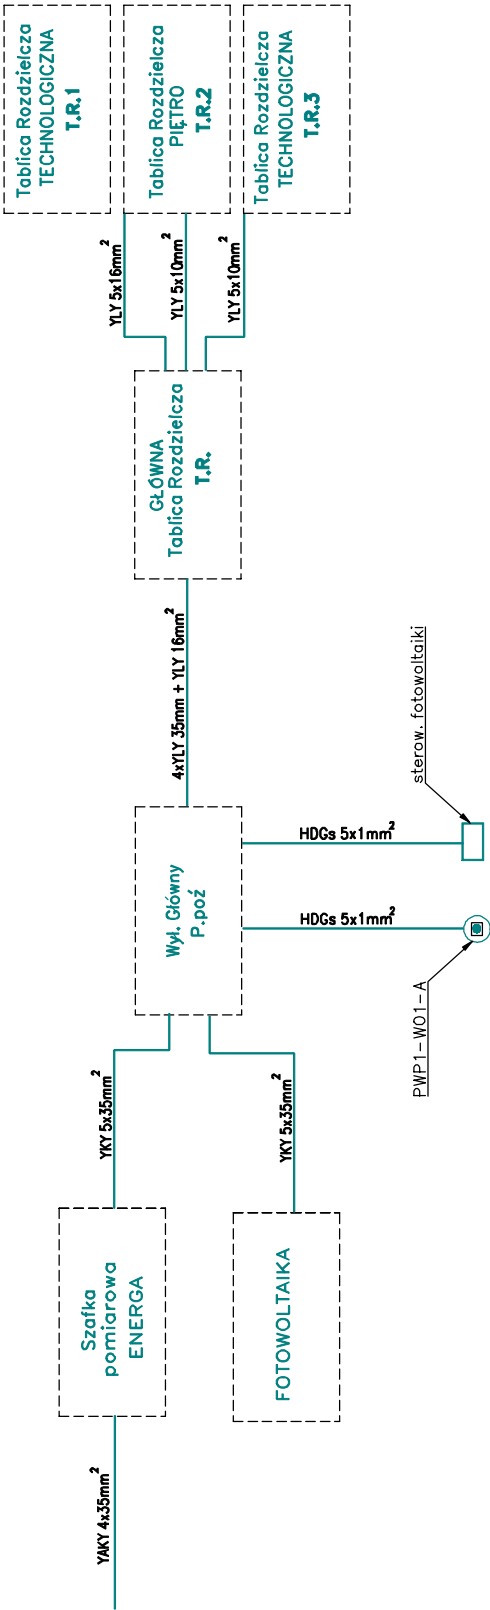 Tablica Rozdzielcza
TECHNOLOGICZNA
T.R.1
Tablica Rozdzielcza
PIĘTRO
T.R.2
Tablica Rozdzielcza
TECHNOLOGICZNA
T.R.3
YLY 5x16mm²
YLY 5x10mm²
YLY 5x10mm²
GŁÓWNA
Tablica Rozdzielcza
T.R.
4xYLY 35mm + YLY 16mm²
Wył. Główny
P.poź
HDGs 5x1mm²
sterow. fotowoltaiki
HDGs 5x1mm²
PWP1-W01-A
YKY 5x35mm²
YKY 5x35mm²
Szafka
pomiarowa
ENERGA
FOTOWOLTAIKA
YAKY 4x35mm²